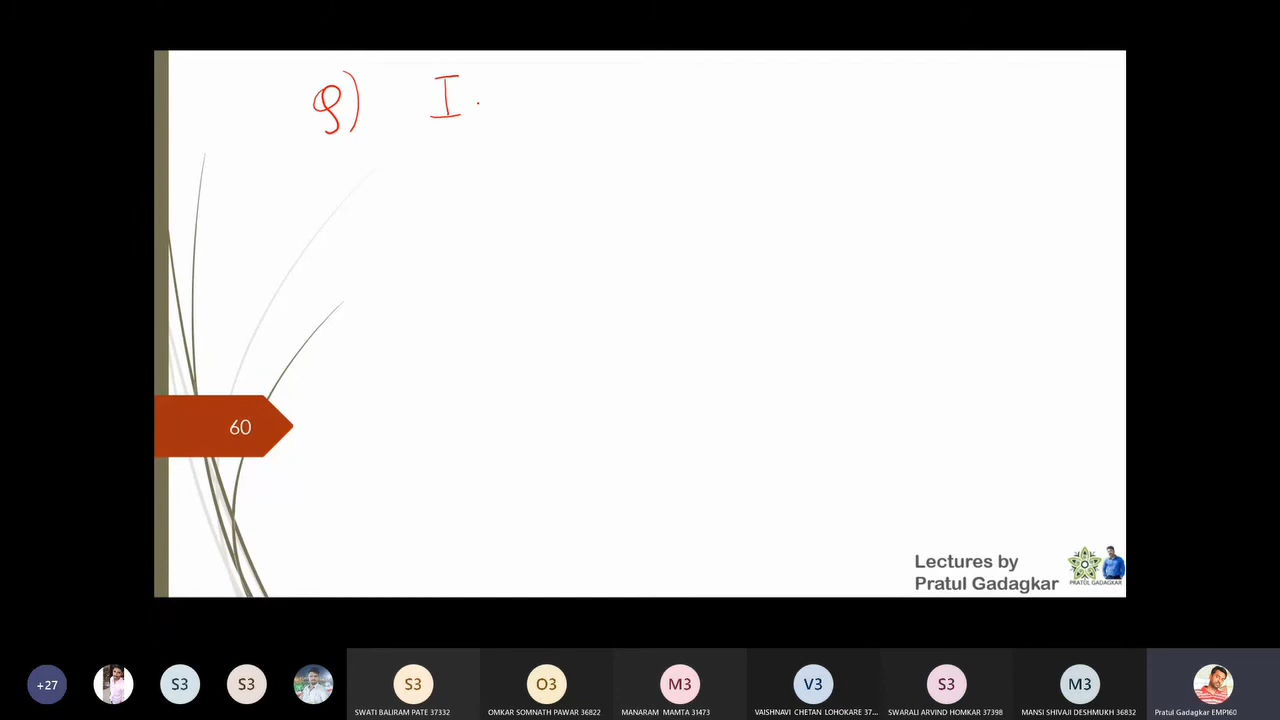 Q) I.
60
Lectures by
Pratul Gadagkar
PRATUL GADAGKAR
+27
S3
S3
S3
O3
M3
V3
S3
M3
SWATI BALIRAM PATE 37332
OMKAR SOMNATH PAWAR 36822
MANARAM MAMTA 31473
VAISHNAVI CHETAN LOHOKARE 37...
SWARALI ARVIND HOMKAR 37398
MANSI SHIVAJI DESHMUKH 36832
Pratul Gadagkar EMP160